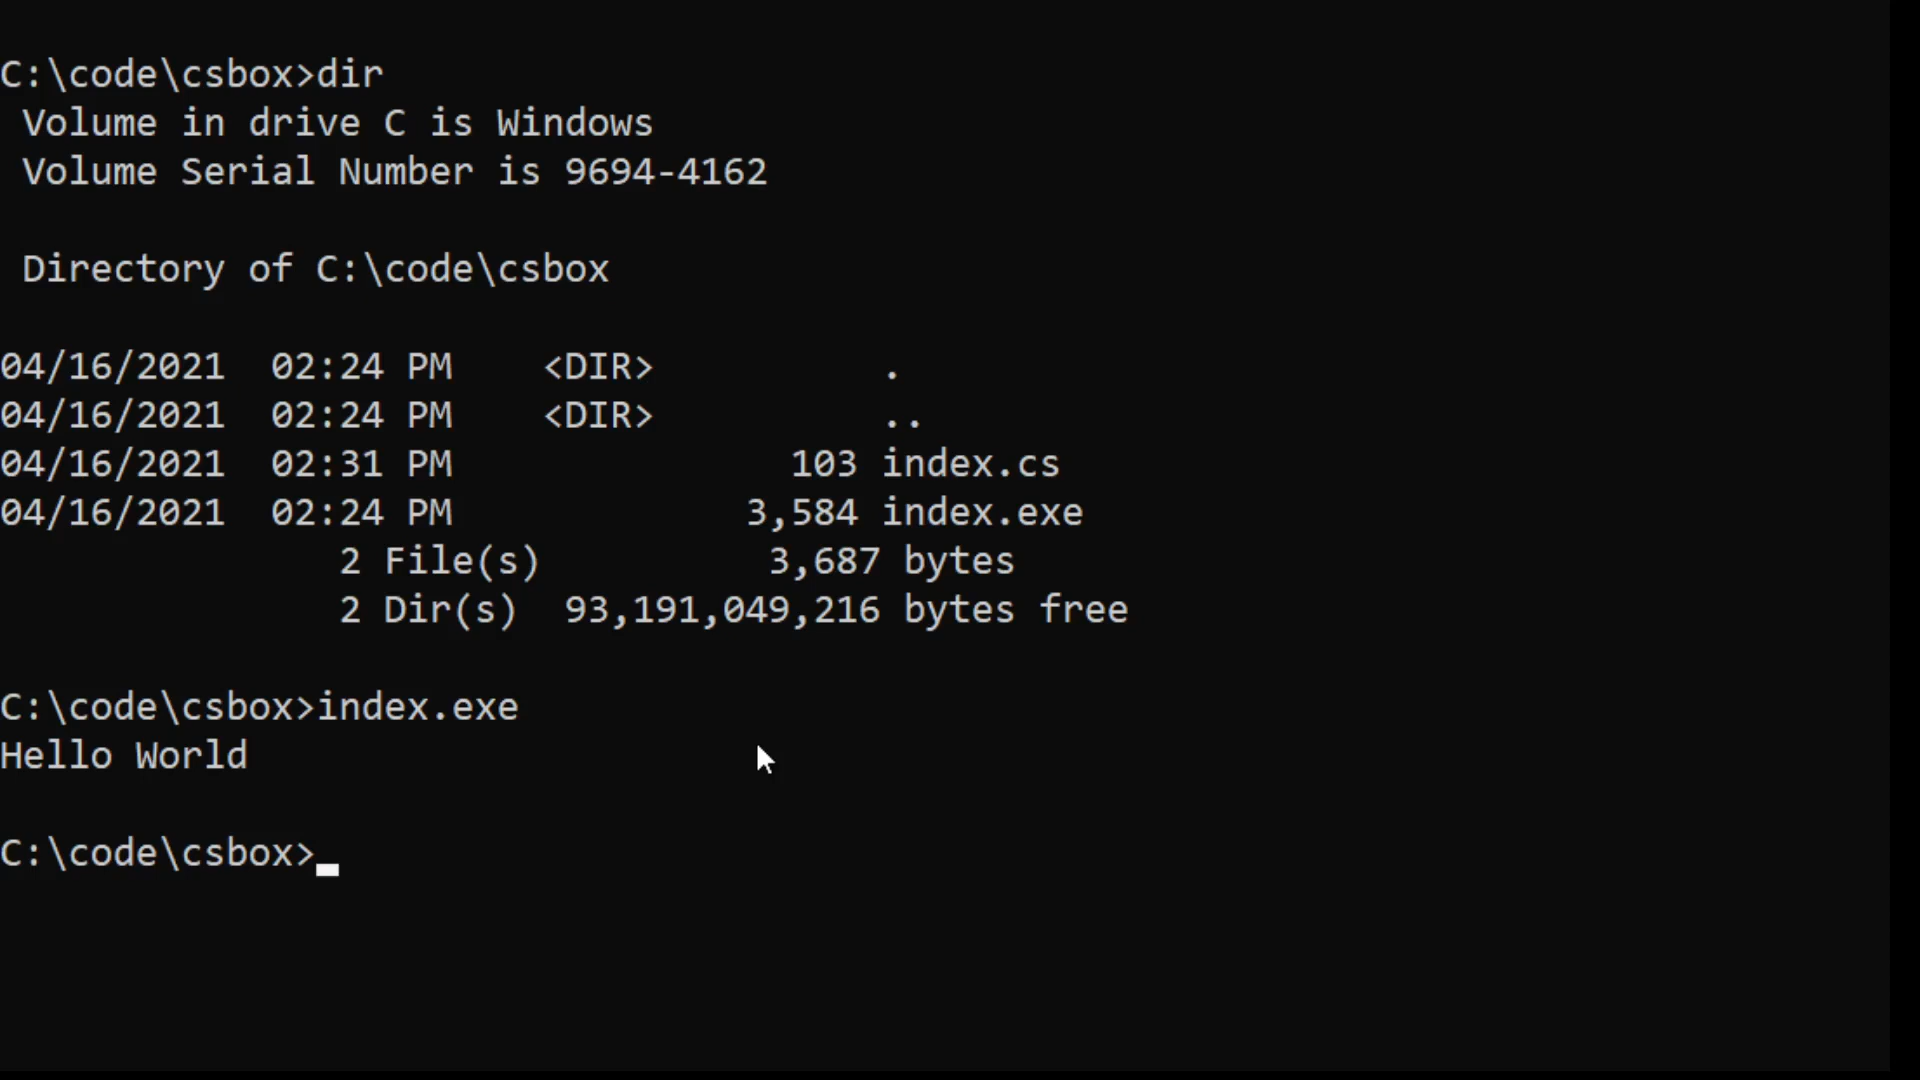 C:\code\csbox>dir
 Volume in drive C is Windows
 Volume Serial Number is 9694-4162

 Directory of C:\code\csbox

04/16/2021  02:24 PM    <DIR>          .
04/16/2021  02:24 PM    <DIR>          ..
04/16/2021  02:31 PM               103 index.cs
04/16/2021  02:24 PM             3,584 index.exe
               2 File(s)          3,687 bytes
               2 Dir(s)  93,191,049,216 bytes free

C:\code\csbox>index.exe
Hello World

C:\code\csbox>